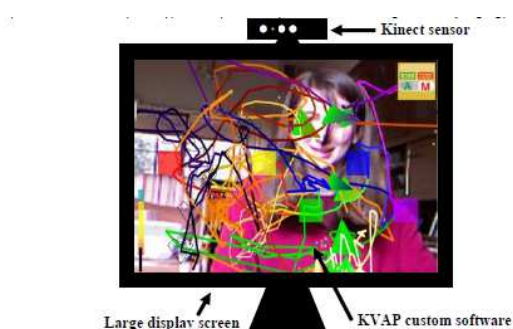 Kinect sensor
A M
Large display screen
KVAP custom software